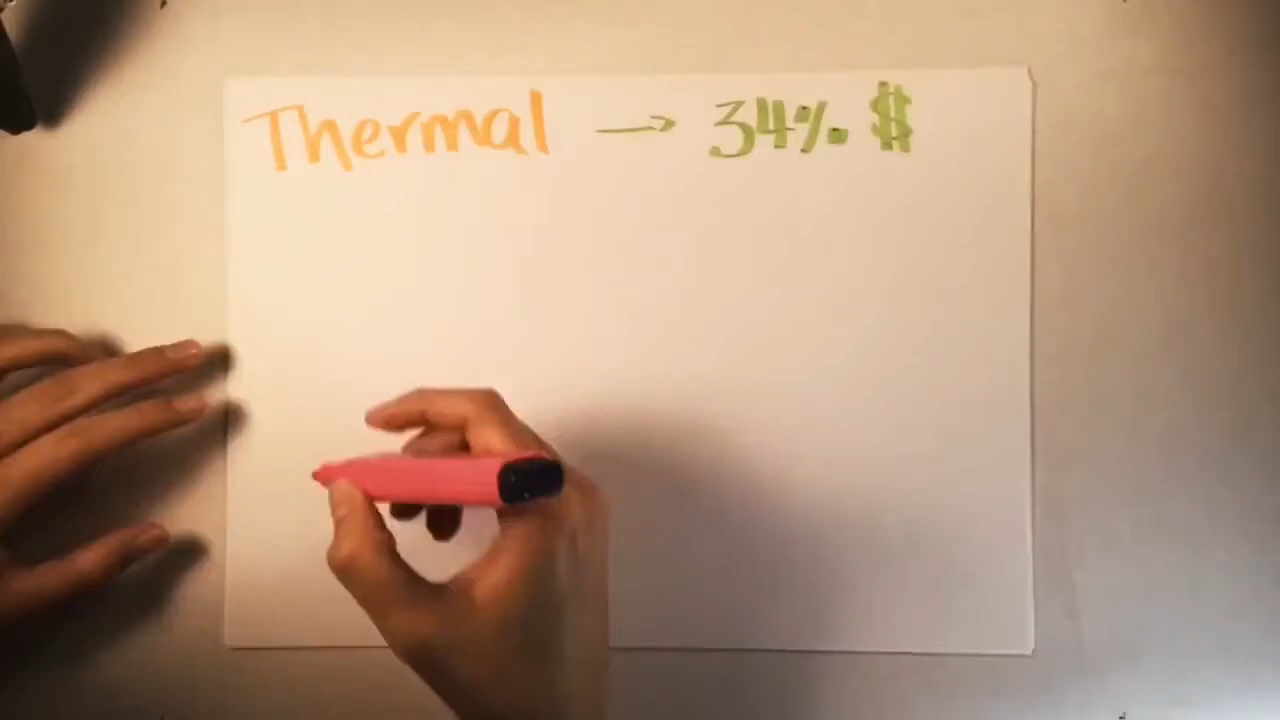 Thermal → 34% $